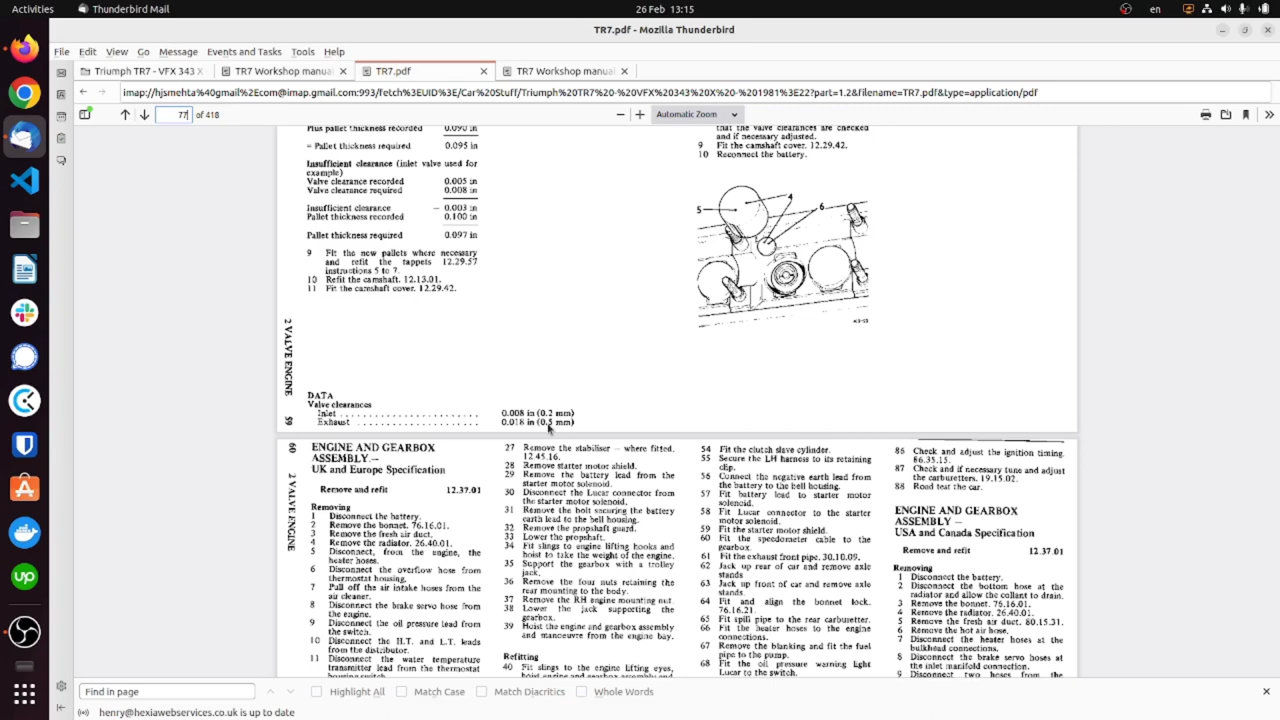 Activities
Thunderbird Mail
26 Feb 13:15
en
TR7.pdf - Mozilla Thunderbird
File Edit View Go Message Events and Tasks Tools Help
Triumph TR7 - VFX 343 X
TR7 Workshop manua
TR7.pdf
TR7 Workshop manua
imap://hjsmehta%40gmail%2Ecom@imap.gmail.com:993/fetch%3EUID%3E/Car%20Stuff/Triumph%20TR7%20-%20VFX%20343%20X%20-%201981%3E22?part=1.2&filename=TR7.pdf&type=application/pdf
77 of 418
Automatic Zoom
Plus pallet thickness recorded 0.090 in
= Pallet thickness required 0.095 in
Insufficient clearance (inlet valve used for
example)
Valve clearance recorded 0.005 in
Valve clearance required 0.008 in
Insufficient clearance – 0.003 in
Pallet thickness recorded 0.100 in
Pallet thickness required 0.097 in
9 Fit the new pallets where necessary
and refit the tappets 12.29.57
instructions 5 to 7.
10 Refit the camshaft. 12.13.01.
11 Fit the camshaft cover. 12.29.42.
that the valve clearances are checked
and if necessary adjusted.
9 Fit the camshaft cover. 12.29.42.
10 Reconnect the battery.
4
5
6
2 VALVE ENGINE
59
DATA
Valve clearances
Inlet 0.008 in (0.2 mm)
Exhaust 0.018 in (0.5 mm)
60
2 VALVE ENGINE
ENGINE AND GEARBOX
ASSEMBLY –
UK and Europe Specification
Remove and refit 12.37.01
Removing
1 Disconnect the battery.
2 Remove the bonnet. 76.16.01.
3 Remove the fresh air duct.
4 Remove the radiator. 26.40.01.
5 Disconnect, from the engine, the
heater hoses.
6 Disconnect the overflow hose from
thermostat housing.
7 Pull off the air intake hoses from the
air cleaner.
8 Disconnect the brake servo hose from
the engine.
9 Disconnect the oil pressure lead from
the switch.
10 Disconnect the H.T. and L.T. leads
from the distributor.
11 Disconnect the water temperature
transmitter lead from the thermostat
housing switch.
27 Remove the stabiliser – where fitted.
12.45.16.
28 Remove starter motor shield.
29 Remove the battery lead from the
starter motor solenoid.
30 Disconnect the Lucar connector from
the starter motor solenoid.
31 Remove the bolt securing the battery
earth lead to the bell housing.
32 Remove the propshaft guard.
33 Lower the propshaft.
34 Fit slings to engine lifting hooks and
hoist to take the weight of the engine.
35 Support the gearbox with a trolley
jack.
36 Remove the four nuts retaining the
rear mounting to the body.
37 Remove the RH engine mounting nut.
38 Lower the jack supporting the
gearbox.
39 Hoist the engine and gearbox assembly
and manoeuvre from the engine bay.
Refitting
40 Fit slings to the engine lifting eyes,
hoist engine and gearbox assembly and
54 Fit the clutch slave cylinder.
55 Secure the LH harness to its retaining
clip.
56 Connect the negative earth lead from
the battery to the bell housing.
57 Fit battery lead to starter motor
solenoid.
58 Fit Lucar connector to the starter
motor solenoid.
59 Fit the starter motor shield.
60 Fit the speedometer cable to the
gearbox.
61 Fit the exhaust front pipe. 30.10.09.
62 Jack up rear of car and remove axle
stands
63 Jack up front of car and remove axle
stands.
64 Fit and align the bonnet lock.
76.16.21.
65 Fit spill pipe to the rear carburetter.
66 Fit the heater hoses to the engine
connections.
67 Remove the blanking and fit the fuel
pipe to the pump.
68 Fit the oil pressure warning light
Lucar to the switch.
86 Check and adjust the ignition timing.
86.35.15.
87 Check and if necessary tune and adjust
the carburetters. 19.15.02.
88 Road test the car.
ENGINE AND GEARBOX
ASSEMBLY –
USA and Canada Specification
Remove and refit 12.37.01
Removing
1 Disconnect the battery.
2 Disconnect the bottom hose at the
radiator and allow the collant to drain.
3 Remove the bonnet. 76.16.01.
4 Remove the radiator. 26.40.01.
5 Remove the fresh air duct. 80.15.31.
6 Remove the hot air hose.
7 Disconnect the heater hoses at the
bulkhead connections.
8 Disconnect the brake servo hoses at
the inlet manifold connection.
9 Disconnect two hoses from the
Find in page
Highlight All
Match Case
Match Diacritics
Whole Words
henry@hexiawebservices.co.uk is up to date